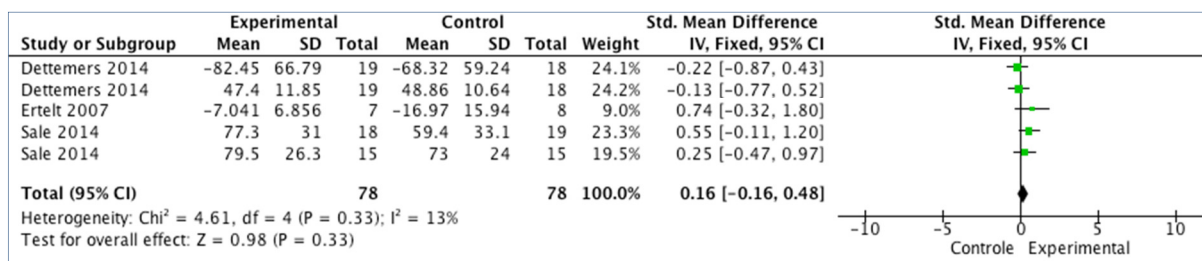 Experimental Control Std. Mean Difference Std. Mean Difference
Study or Subgroup Mean SD Total Mean SD Total Weight IV, Fixed, 95% CI IV, Fixed, 95% CI
Dettemers 2014 -82.45 66.79 19 -68.32 59.24 18 24.1% -0.22 [-0.87, 0.43]
Dettemers 2014 47.4 11.85 19 48.86 10.64 18 24.2% -0.13 [-0.77, 0.52]
Ertelt 2007 -7.041 6.856 7 -16.97 15.94 8 9.0% 0.74 [-0.32, 1.80]
Sale 2014 77.3 31 18 59.4 33.1 19 23.3% 0.55 [-0.11, 1.20]
Sale 2014 79.5 26.3 15 73 24 15 19.5% 0.25 [-0.47, 0.97]
Total (95% CI) 78 78 100.0% 0.16 [-0.16, 0.48]
Heterogeneity: Chi² = 4.61, df = 4 (P = 0.33); I² = 13%
Test for overall effect: Z = 0.98 (P = 0.33)
-10 -5 0 5 10
Controle Experimental